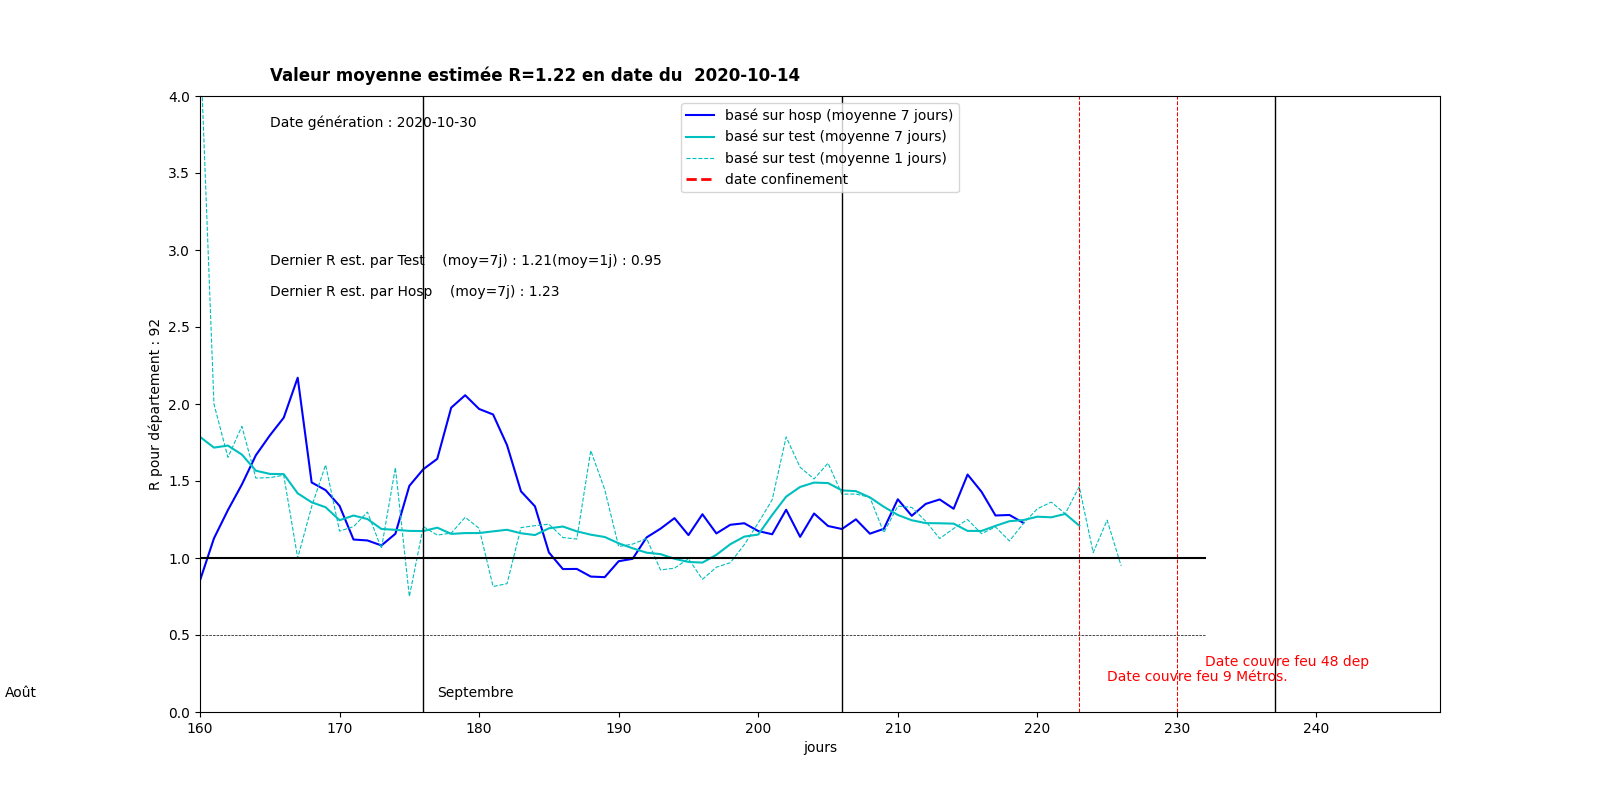 Valeur moyenne estimée R=1.22 en date du  2020-10-14
4.0
Date génération : 2020-10-30
basé sur hosp (moyenne 7 jours)
basé sur test (moyenne 7 jours)
basé sur test (moyenne 1 jours)
date confinement
3.5
3.0
Dernier R est. par Test    (moy=7j) : 1.21(moy=1j) : 0.95
Dernier R est. par Hosp    (moy=7j) : 1.23
2.5
R pour département : 92
2.0
1.5
1.0
0.5
Date couvre feu 48 dep
Date couvre feu 9 Métros.
Août
Septembre
0.0
160 170 180 190 200 210 220 230 240
jours